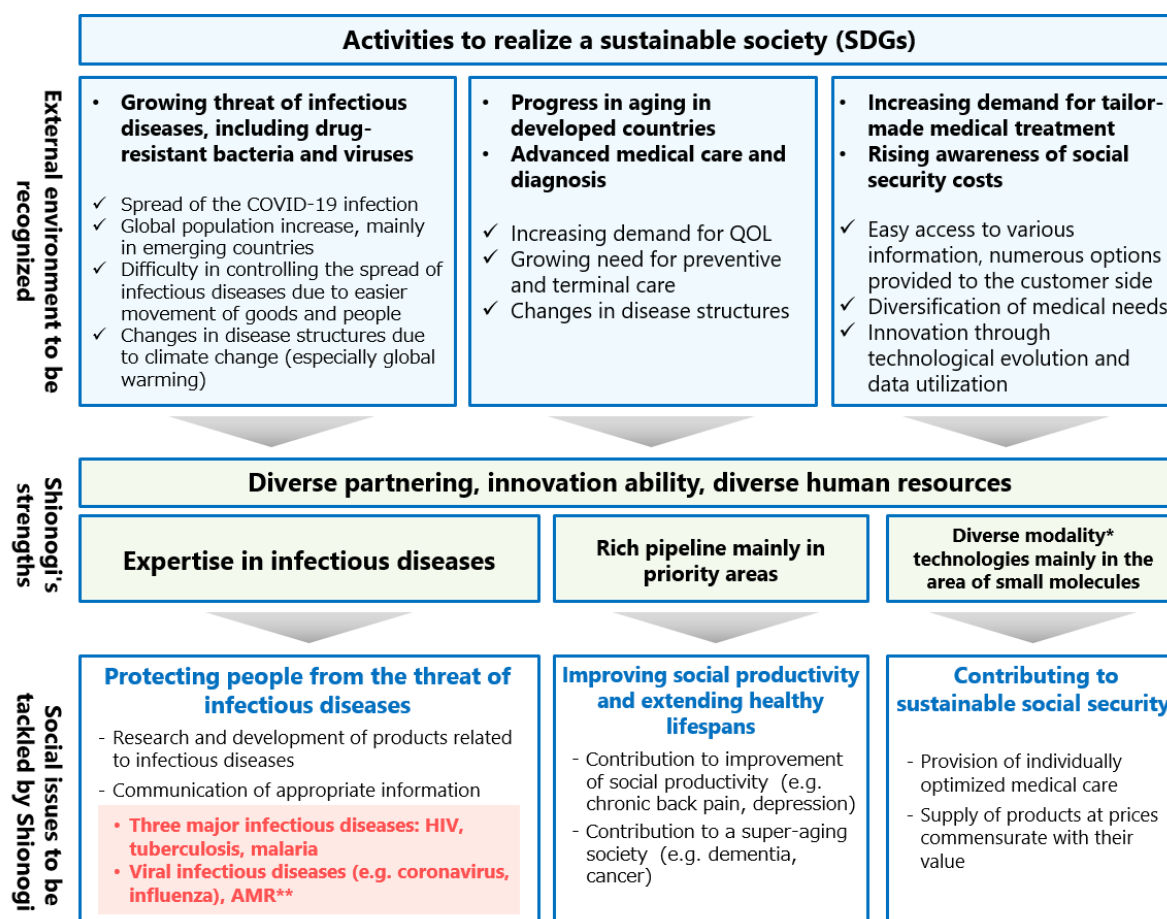 Activities to realize a sustainable society (SDGs)
External environment to be
recognized
• Growing threat of infectious
diseases, including drug-
resistant bacteria and viruses
✓ Spread of the COVID-19 infection
✓ Global population increase, mainly
in emerging countries
✓ Difficulty in controlling the spread of
infectious diseases due to easier
movement of goods and people
✓ Changes in disease structures due
to climate change (especially global
warming)
• Progress in aging in
developed countries
• Advanced medical care and
diagnosis
✓ Increasing demand for QOL
✓ Growing need for preventive
and terminal care
✓ Changes in disease structures
• Increasing demand for tailor-
made medical treatment
• Rising awareness of social
security costs
✓ Easy access to various
information, numerous options
provided to the customer side
✓ Diversification of medical needs
✓ Innovation through
technological evolution and
data utilization
Shionogi's
strengths
Diverse partnering, innovation ability, diverse human resources
Expertise in infectious diseases
Rich pipeline mainly in
priority areas
Diverse modality*
technologies mainly in the
area of small molecules
Social issues to be
tackled by Shionogi
Protecting people from the threat of
infectious diseases
- Research and development of products related
to infectious diseases
- Communication of appropriate information
• Three major infectious diseases: HIV,
tuberculosis, malaria
• Viral infectious diseases (e.g. coronavirus,
influenza), AMR**
Improving social productivity
and extending healthy
lifespans
- Contribution to improvement
of social productivity (e.g.
chronic back pain, depression)
- Contribution to a super-aging
society (e.g. dementia,
cancer)
Contributing to
sustainable social security
- Provision of individually
optimized medical care
- Supply of products at prices
commensurate with their
value